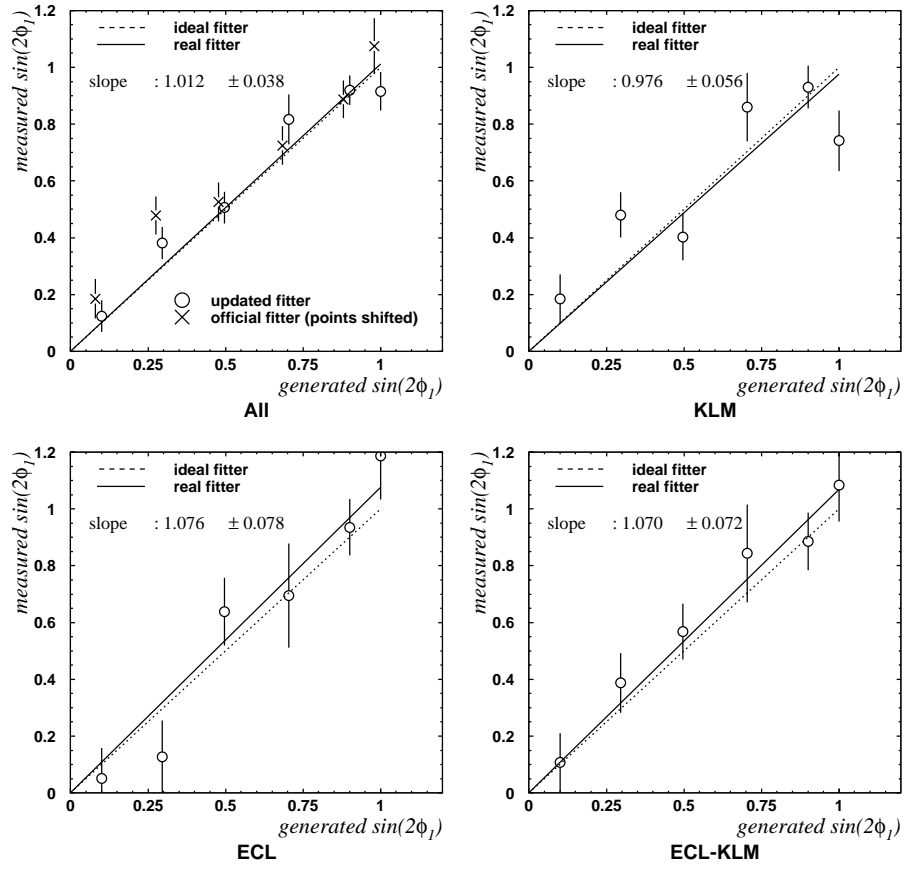 measured sin(2ϕ1)
1.2
1
0.8
0.6
0.4
0.2
0
ideal fitter
real fitter
slope : 1.012 ± 0.038
updated fitter
official fitter (points shifted)
0 0.25 0.5 0.75 1
generated sin(2ϕ1)
All
measured sin(2ϕ1)
1.2
1
0.8
0.6
0.4
0.2
0
ideal fitter
real fitter
slope : 0.976 ± 0.056
0 0.25 0.5 0.75 1
generated sin(2ϕ1)
KLM
measured sin(2ϕ1)
1.2
1
0.8
0.6
0.4
0.2
0
ideal fitter
real fitter
slope : 1.076 ± 0.078
0 0.25 0.5 0.75 1
generated sin(2ϕ1)
ECL
measured sin(2ϕ1)
1.2
1
0.8
0.6
0.4
0.2
0
ideal fitter
real fitter
slope : 1.070 ± 0.072
0 0.25 0.5 0.75 1
generated sin(2ϕ1)
ECL-KLM